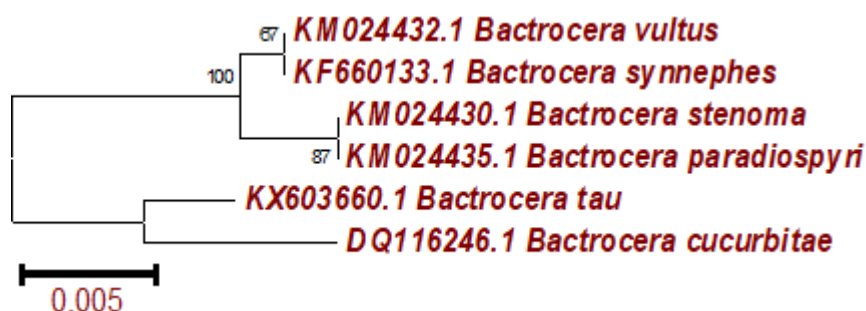 67 KM024432.1 Bactrocera vultus
KF660133.1 Bactrocera synnephes
100
KM024430.1 Bactrocera stenoma
87 KM024435.1 Bactrocera paradiospyri
KX603660.1 Bactrocera tau
DQ116246.1 Bactrocera cucurbitae
0.005